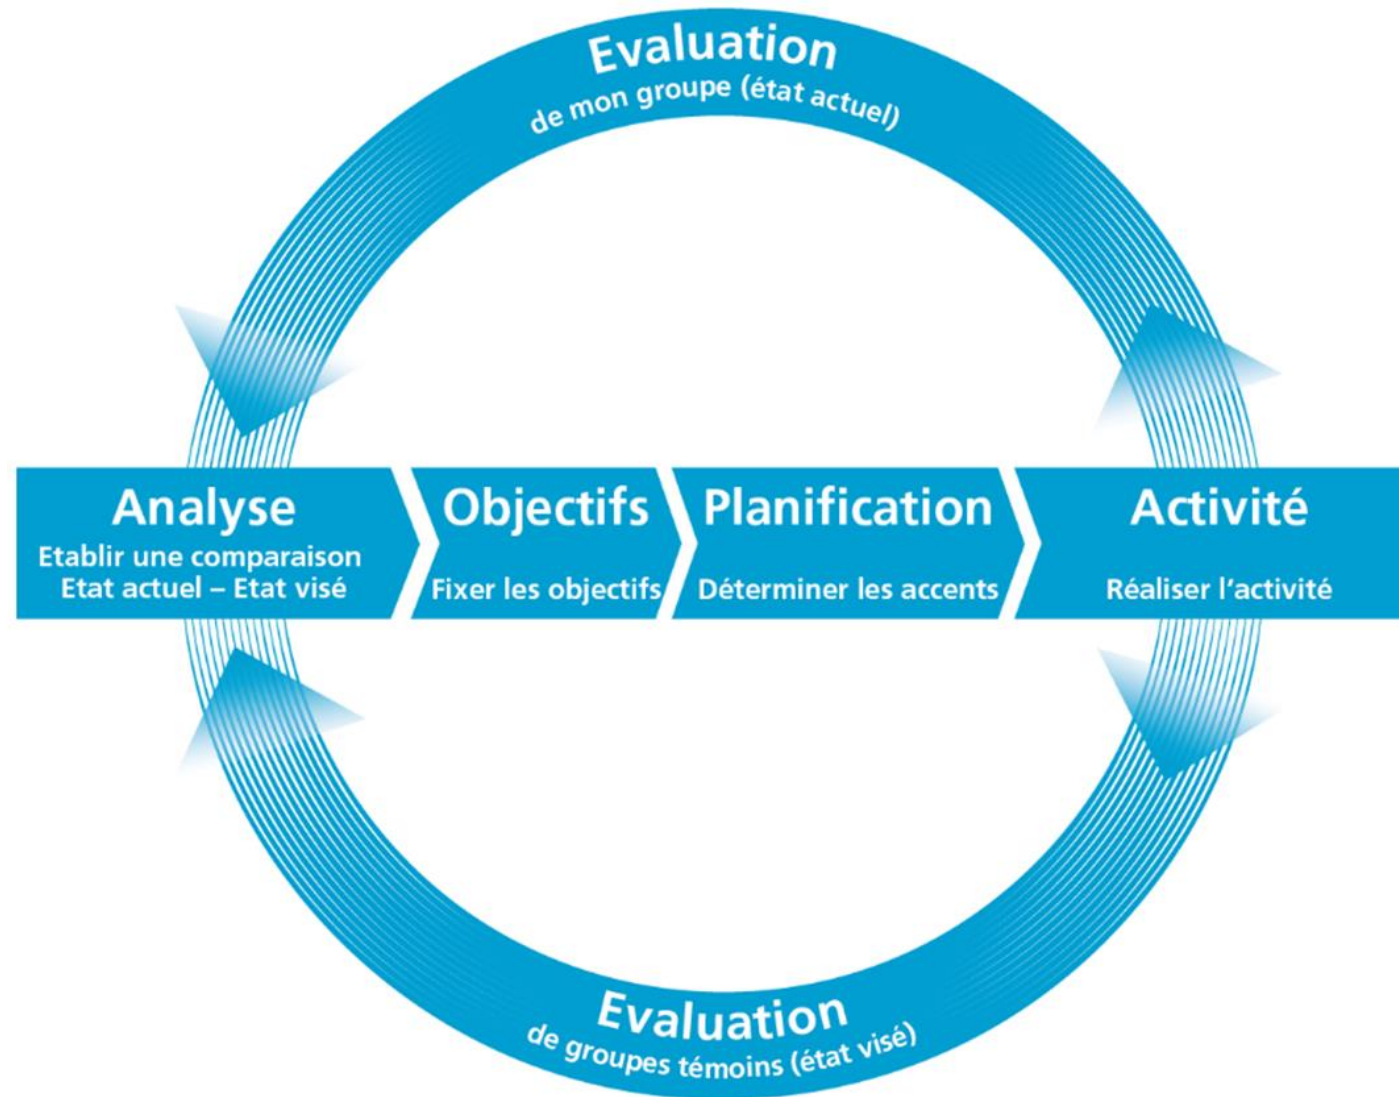 Evaluation
de mon groupe (état actuel)
Analyse
Etablir une comparaison
Etat actuel – Etat visé
Objectifs
Fixer les objectifs
Planification
Déterminer les accents
Activité
Réaliser l’activité
Evaluation
de groupes témoins (état visé)